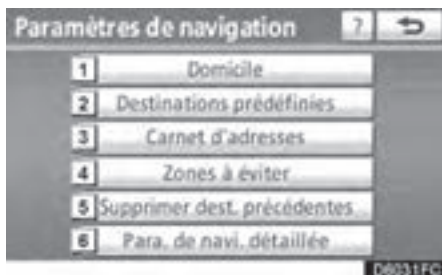 Paramètres de navigation ?
1 Domicile
2 Destinations prédéfinies
3 Carnet d'adresses
4 Zones à éviter
5 Supprimer dest. précédentes
6 Para. de navi. détaillée
D6031FC